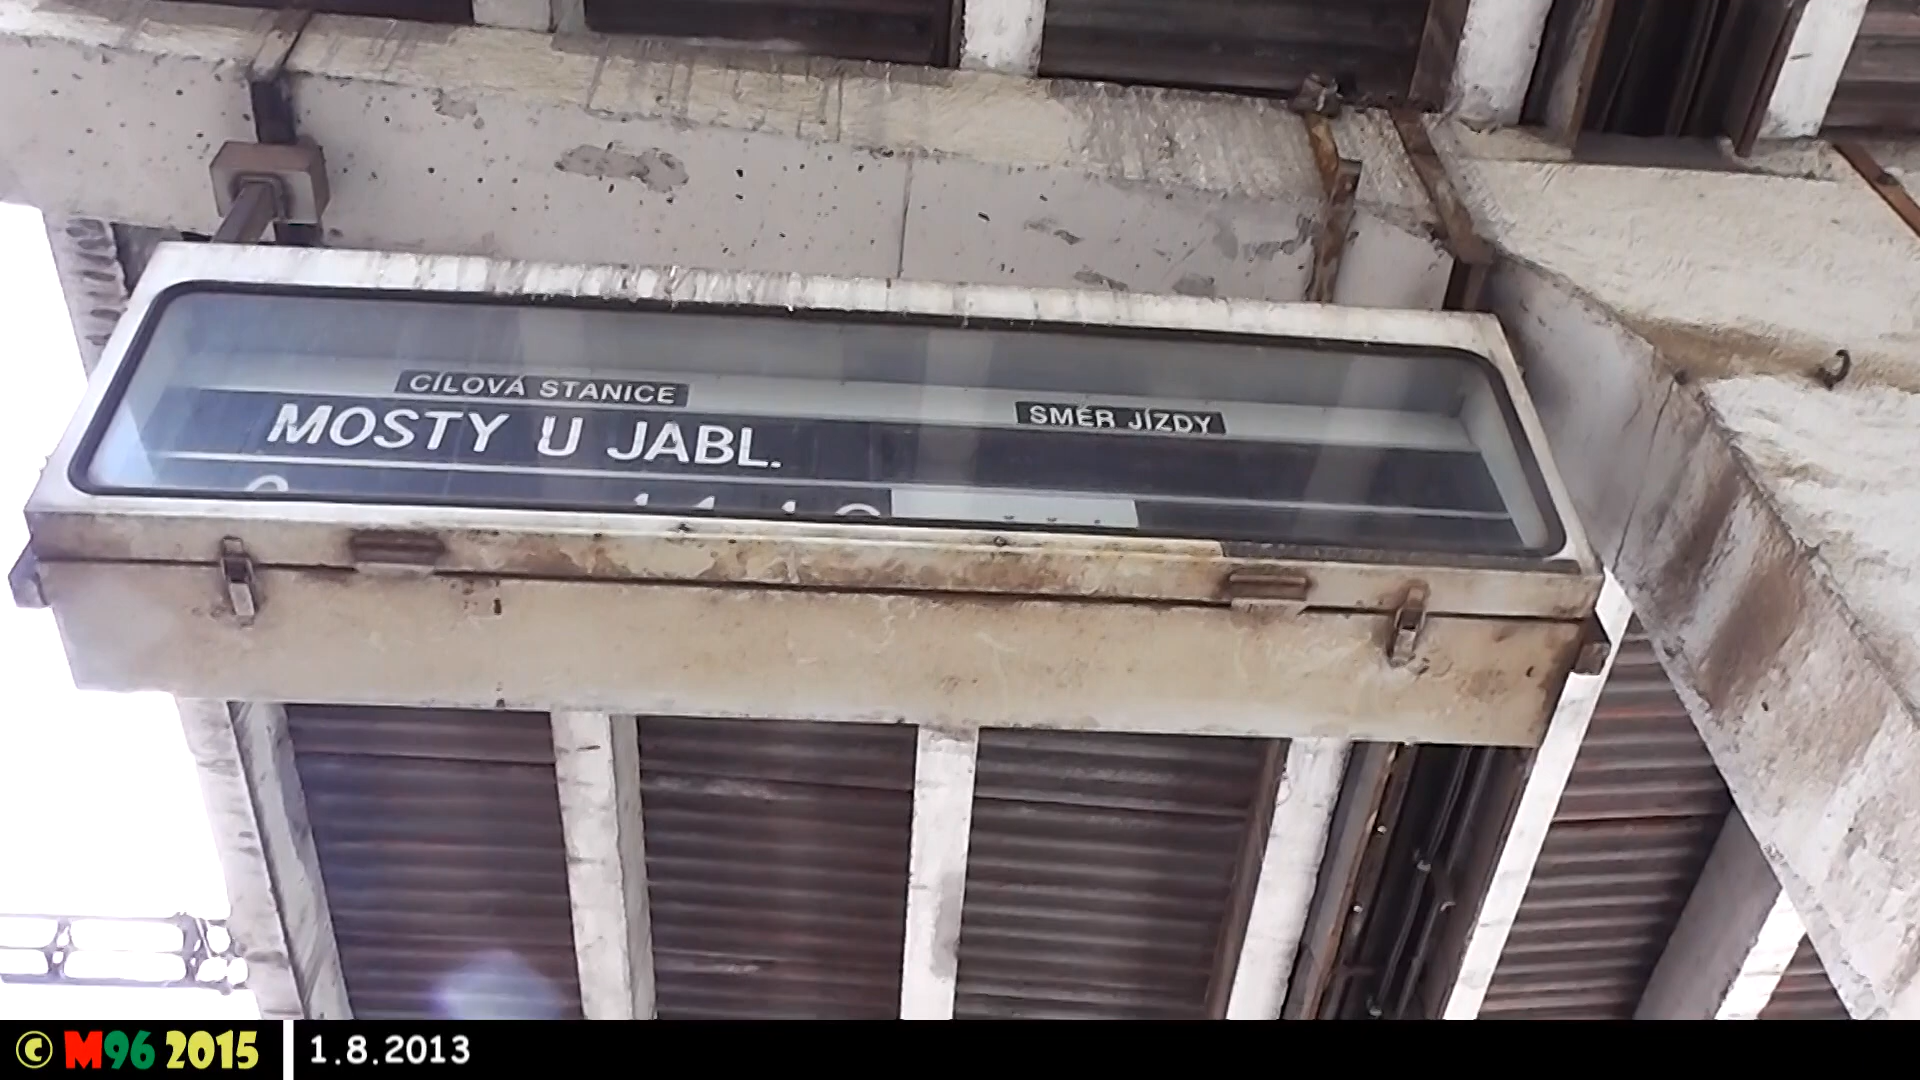 CÍLOVÁ STANICE
SMĚR JÍZDY
MOSTY U JABL.
© M96 2015
1.8.2013